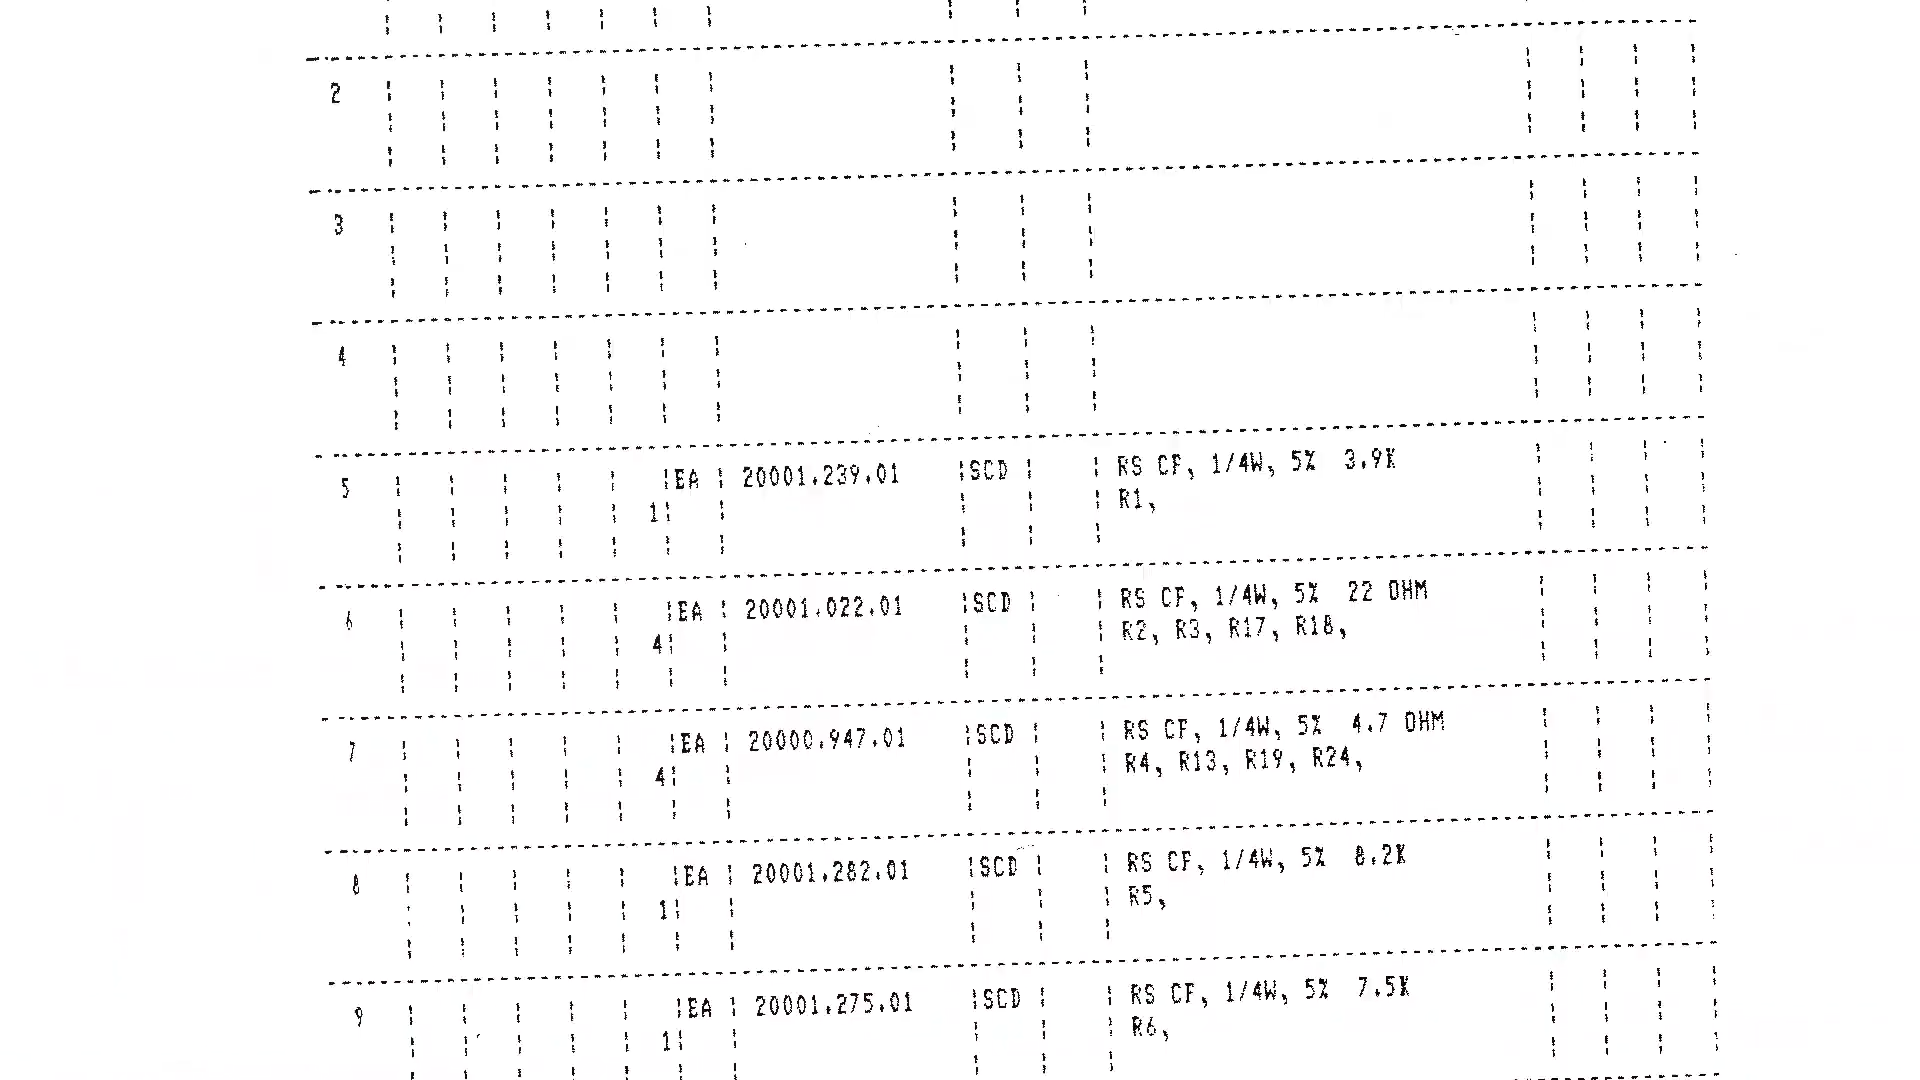 2
3
4
5 EA 20001.239.01 SCD RS CF, 1/4W, 5% 3.9K
1 R1,
6 EA 20001.022.01 SCD RS CF, 1/4W, 5% 22 OHM
4 R2, R3, R17, R18,
7 EA 20000.947.01 SCD RS CF, 1/4W, 5% 4.7 OHM
4 R4, R13, R19, R24,
8 EA 20001.282.01 SCD RS CF, 1/4W, 5% 8.2K
1 R5,
9 EA 20001.275.01 SCD RS CF, 1/4W, 5% 7.5K
1 R6,